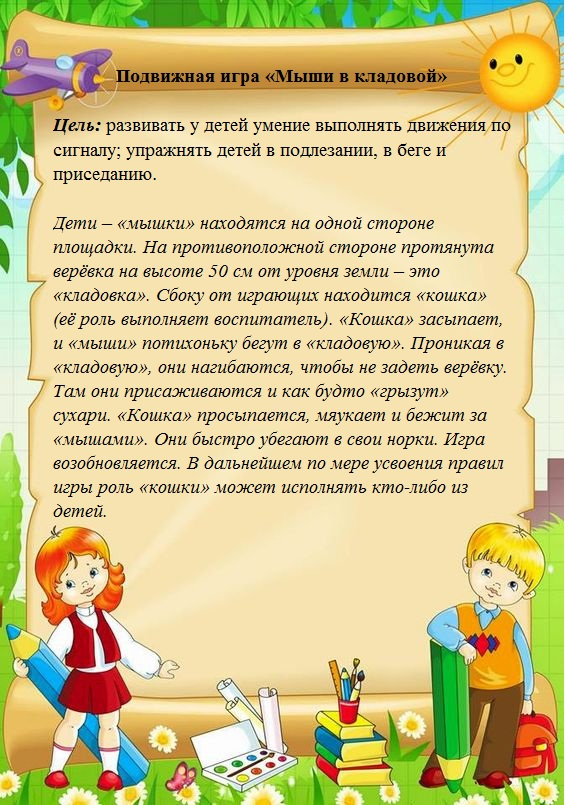 Подвижная игра «Мыши в кладовой»
Цель: развивать у детей умение выполнять движения по
сигналу; упражнять детей в подлезании, в беге и
приседанию.
Дети – «мышки» находятся на одной стороне
площадки. На противоположной стороне протянута
верёвка на высоте 50 см от уровня земли – это
«кладовка». Сбоку от играющих находится «кошка»
(её роль выполняет воспитатель). «Кошка» засыпает,
и «мыши» потихоньку бегут в «кладовую». Проникая в
«кладовую», они нагибаются, чтобы не задеть верёвку.
Там они присаживаются и как будто «грызут»
сухари. «Кошка» просыпается, мяукает и бежит за
«мышами». Они быстро убегают в свои норки. Игра
возобновляется. В дальнейшем по мере усвоения правил
игры роль «кошки» может исполнять кто-либо из
детей.